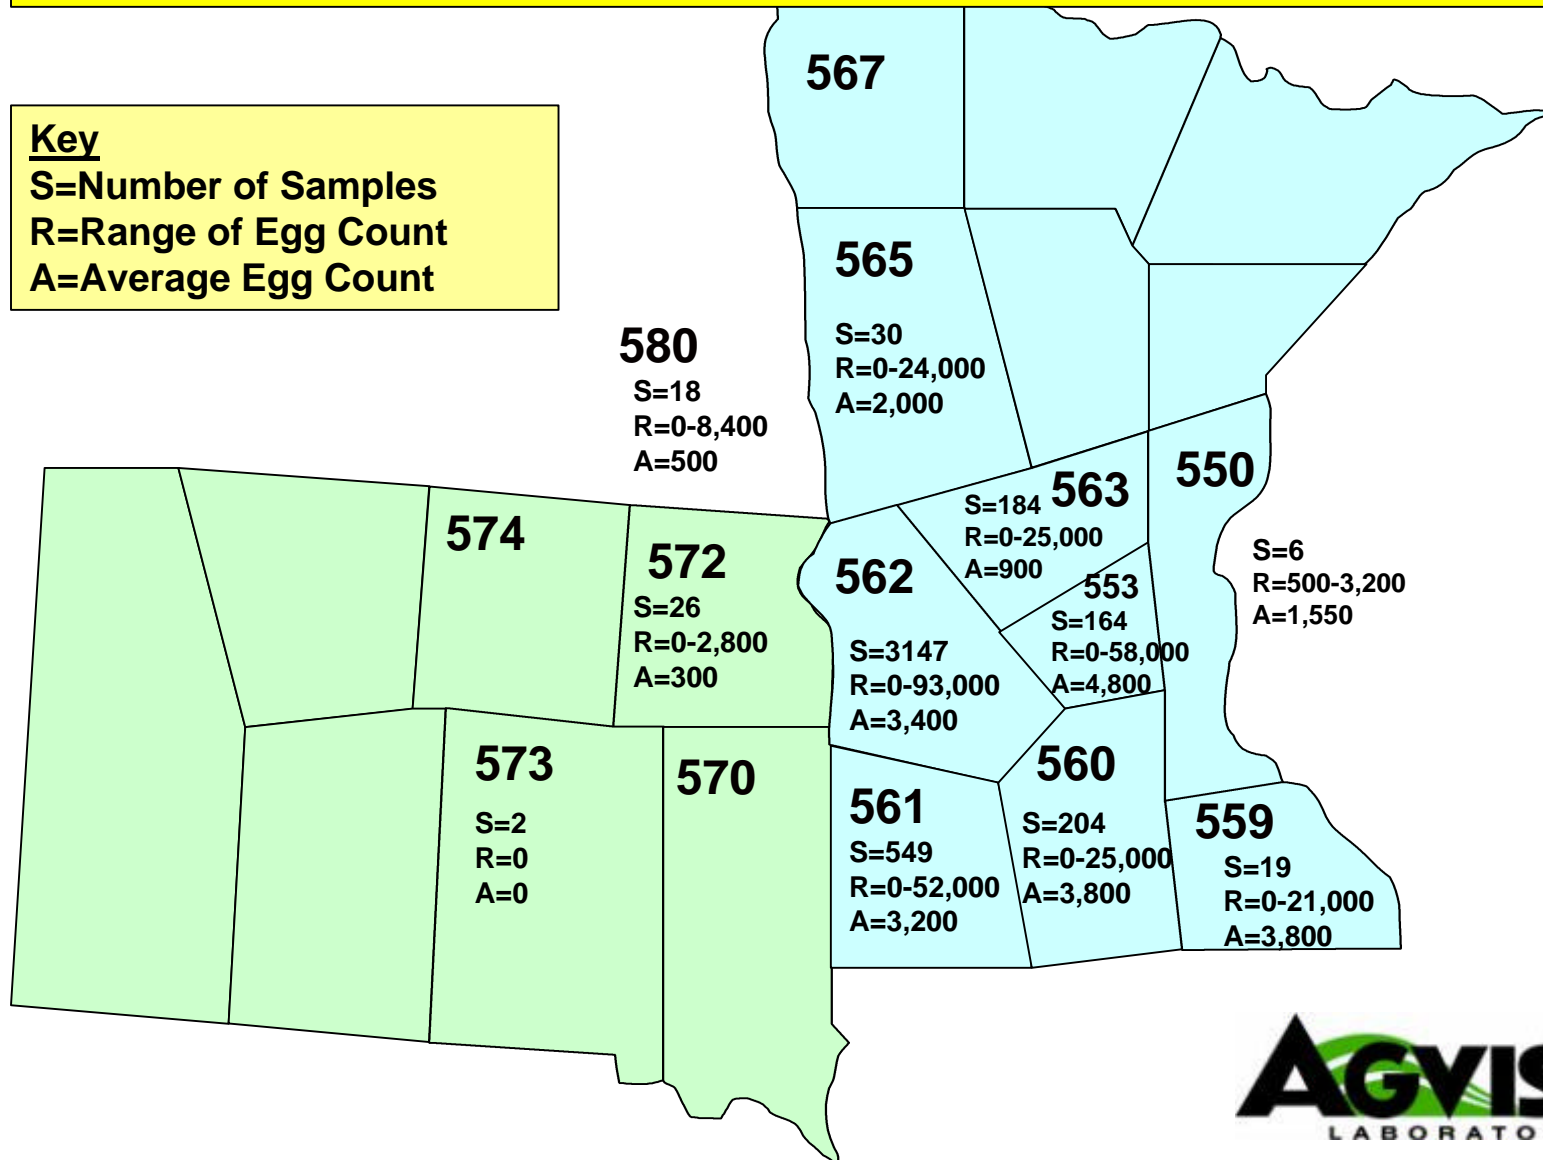 567
Key
S=Number of Samples
R=Range of Egg Count
A=Average Egg Count
565
S=30
R=0-24,000
A=2,000
580
S=18
R=0-8,400
A=500
574
572
S=26
R=0-2,800
A=300
563
S=184
R=0-25,000
A=900
550
S=6
R=500-3,200
A=1,550
562
S=3147
R=0-93,000
A=3,400
553
S=164
R=0-58,000
A=4,800
573
S=2
R=0
A=0
570
561
S=549
R=0-52,000
A=3,200
560
S=204
R=0-25,000
A=3,800
559
S=19
R=0-21,000
A=3,800
AGVIS
LABORATO